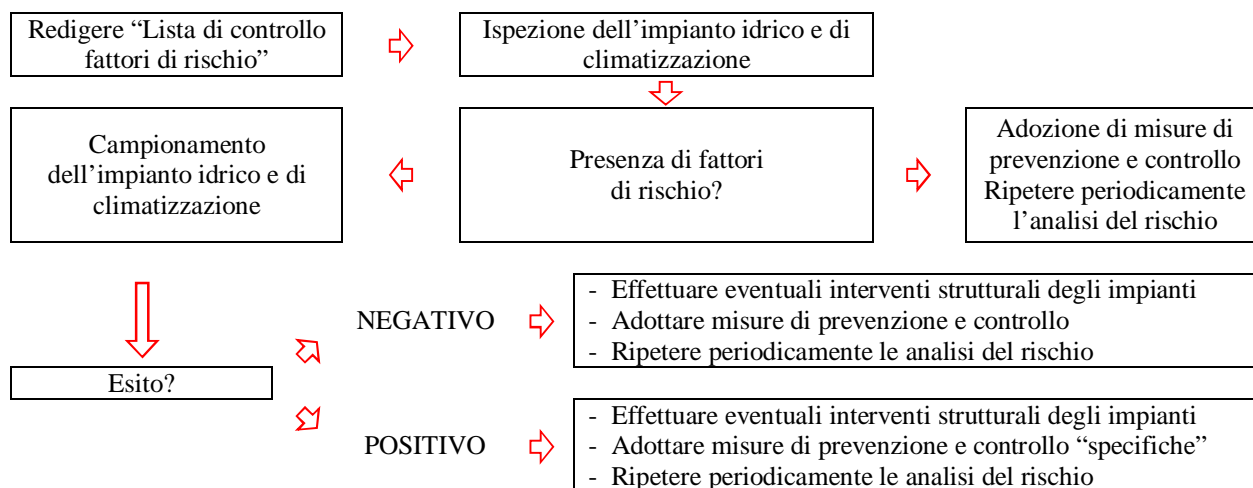 Redigere “Lista di controllo
fattori di rischio”
Ispezione dell’impianto idrico e di
climatizzazione
Campionamento
dell’impianto idrico e di
climatizzazione
Presenza di fattori
di rischio?
Adozione di misure di
prevenzione e controllo
Ripetere periodicamente
l’analisi del rischio
Esito?
NEGATIVO
- Effettuare eventuali interventi strutturali degli impianti
- Adottare misure di prevenzione e controllo
- Ripetere periodicamente le analisi del rischio
POSITIVO
- Effettuare eventuali interventi strutturali degli impianti
- Adottare misure di prevenzione e controllo “specifiche”
- Ripetere periodicamente le analisi del rischio